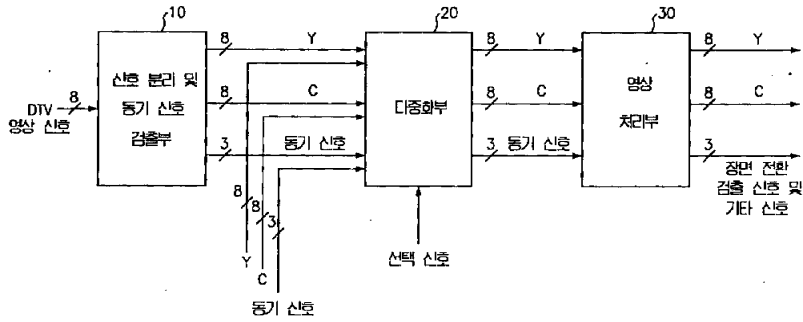 10
20
30
8
Y
8
Y
8
Y
신호 분리 및
동기 신호
검출부
8
DTV
영상 신호
8
C
다중화부
8
C
영상
처리부
8
C
3
동기 신호
3
동기 신호
3
장면 전환
검출 신호 및
기타 신호
8
8
3
Y
C
동기 신호
선택 신호